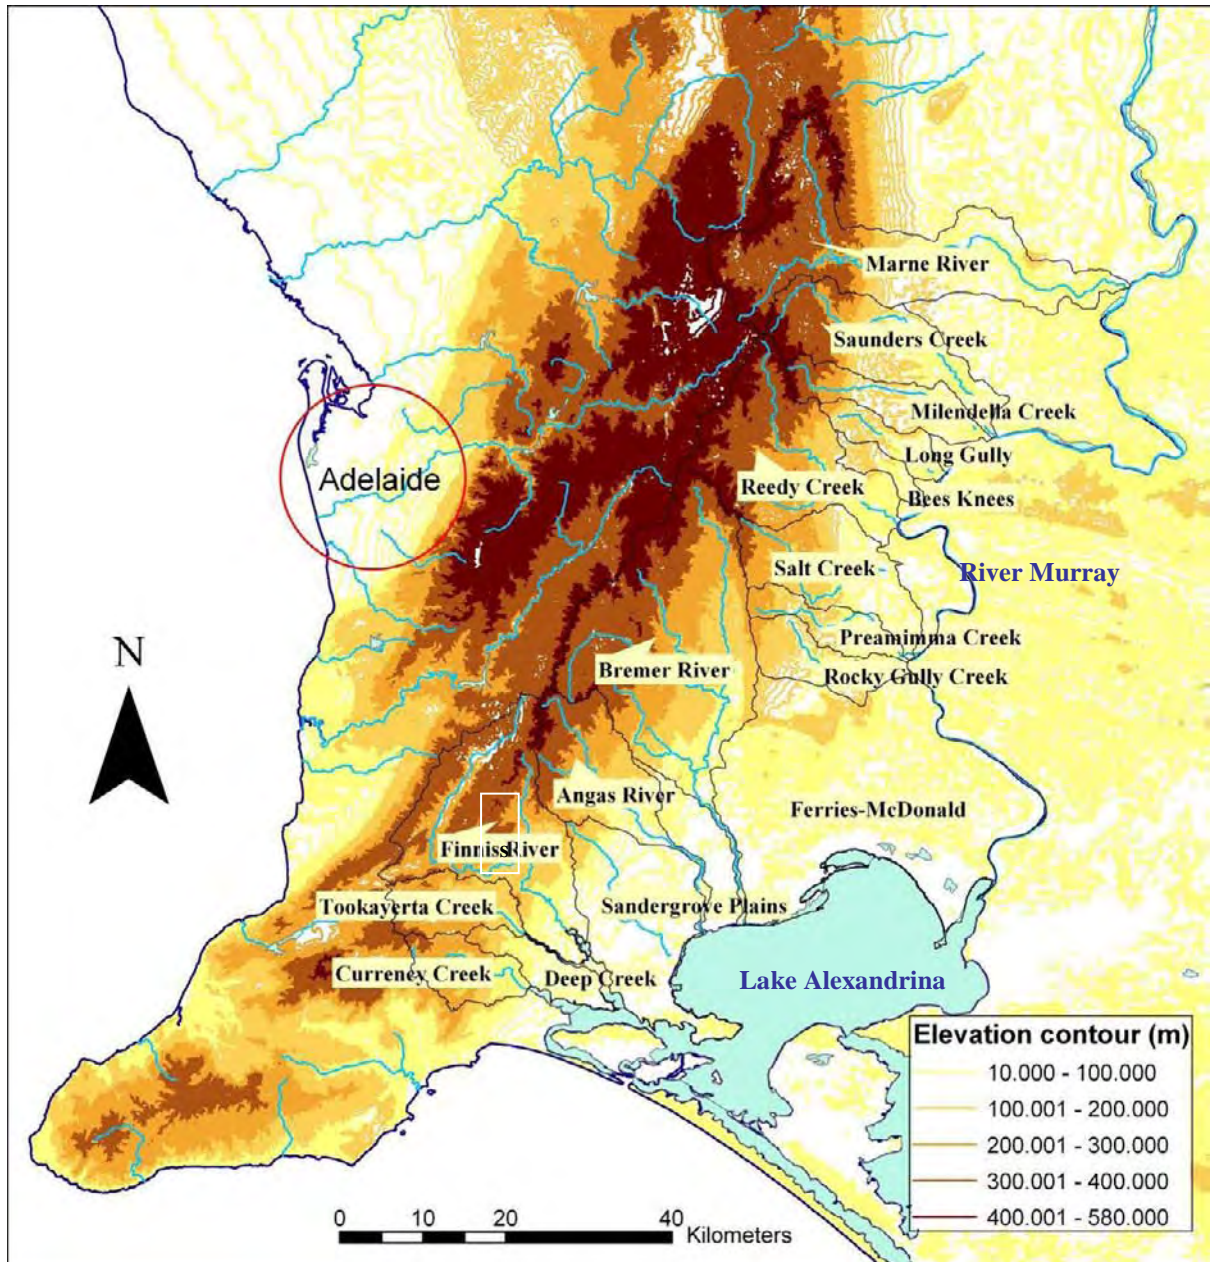 Marne River
Saunders Creek
Milendella Creek
Long Gully
Adelaide
Reedy Creek
Bees Knees
Salt Creek
River Murray
N
Preamimma Creek
Bremer River
Rocky Gully Creek
Angas River
Ferries-McDonald
Finniss River
Tookayerta Creek
Sandergrove Plains
Currency Creek
Deep Creek
Lake Alexandrina
Elevation contour (m)
10.000 - 100.000
100.001 - 200.000
200.001 - 300.000
300.001 - 400.000
400.001 - 580.000
0 10 20 40
Kilometers